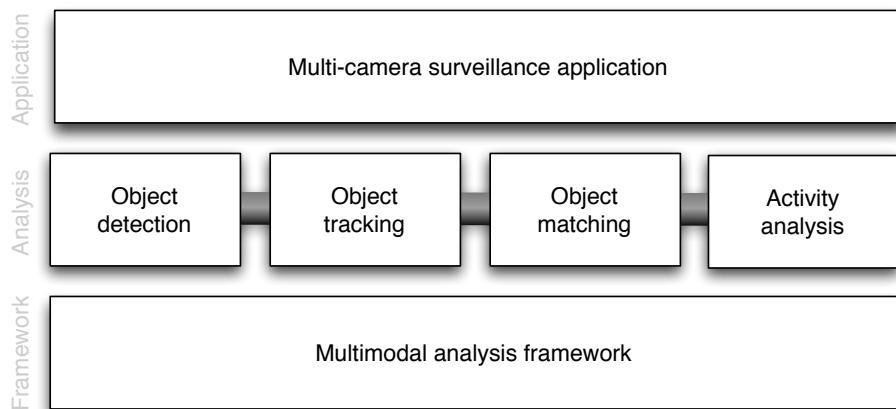 Application
Multi-camera surveillance application
Analysis
Object
detection
Object
tracking
Object
matching
Activity
analysis
Framework
Multimodal analysis framework